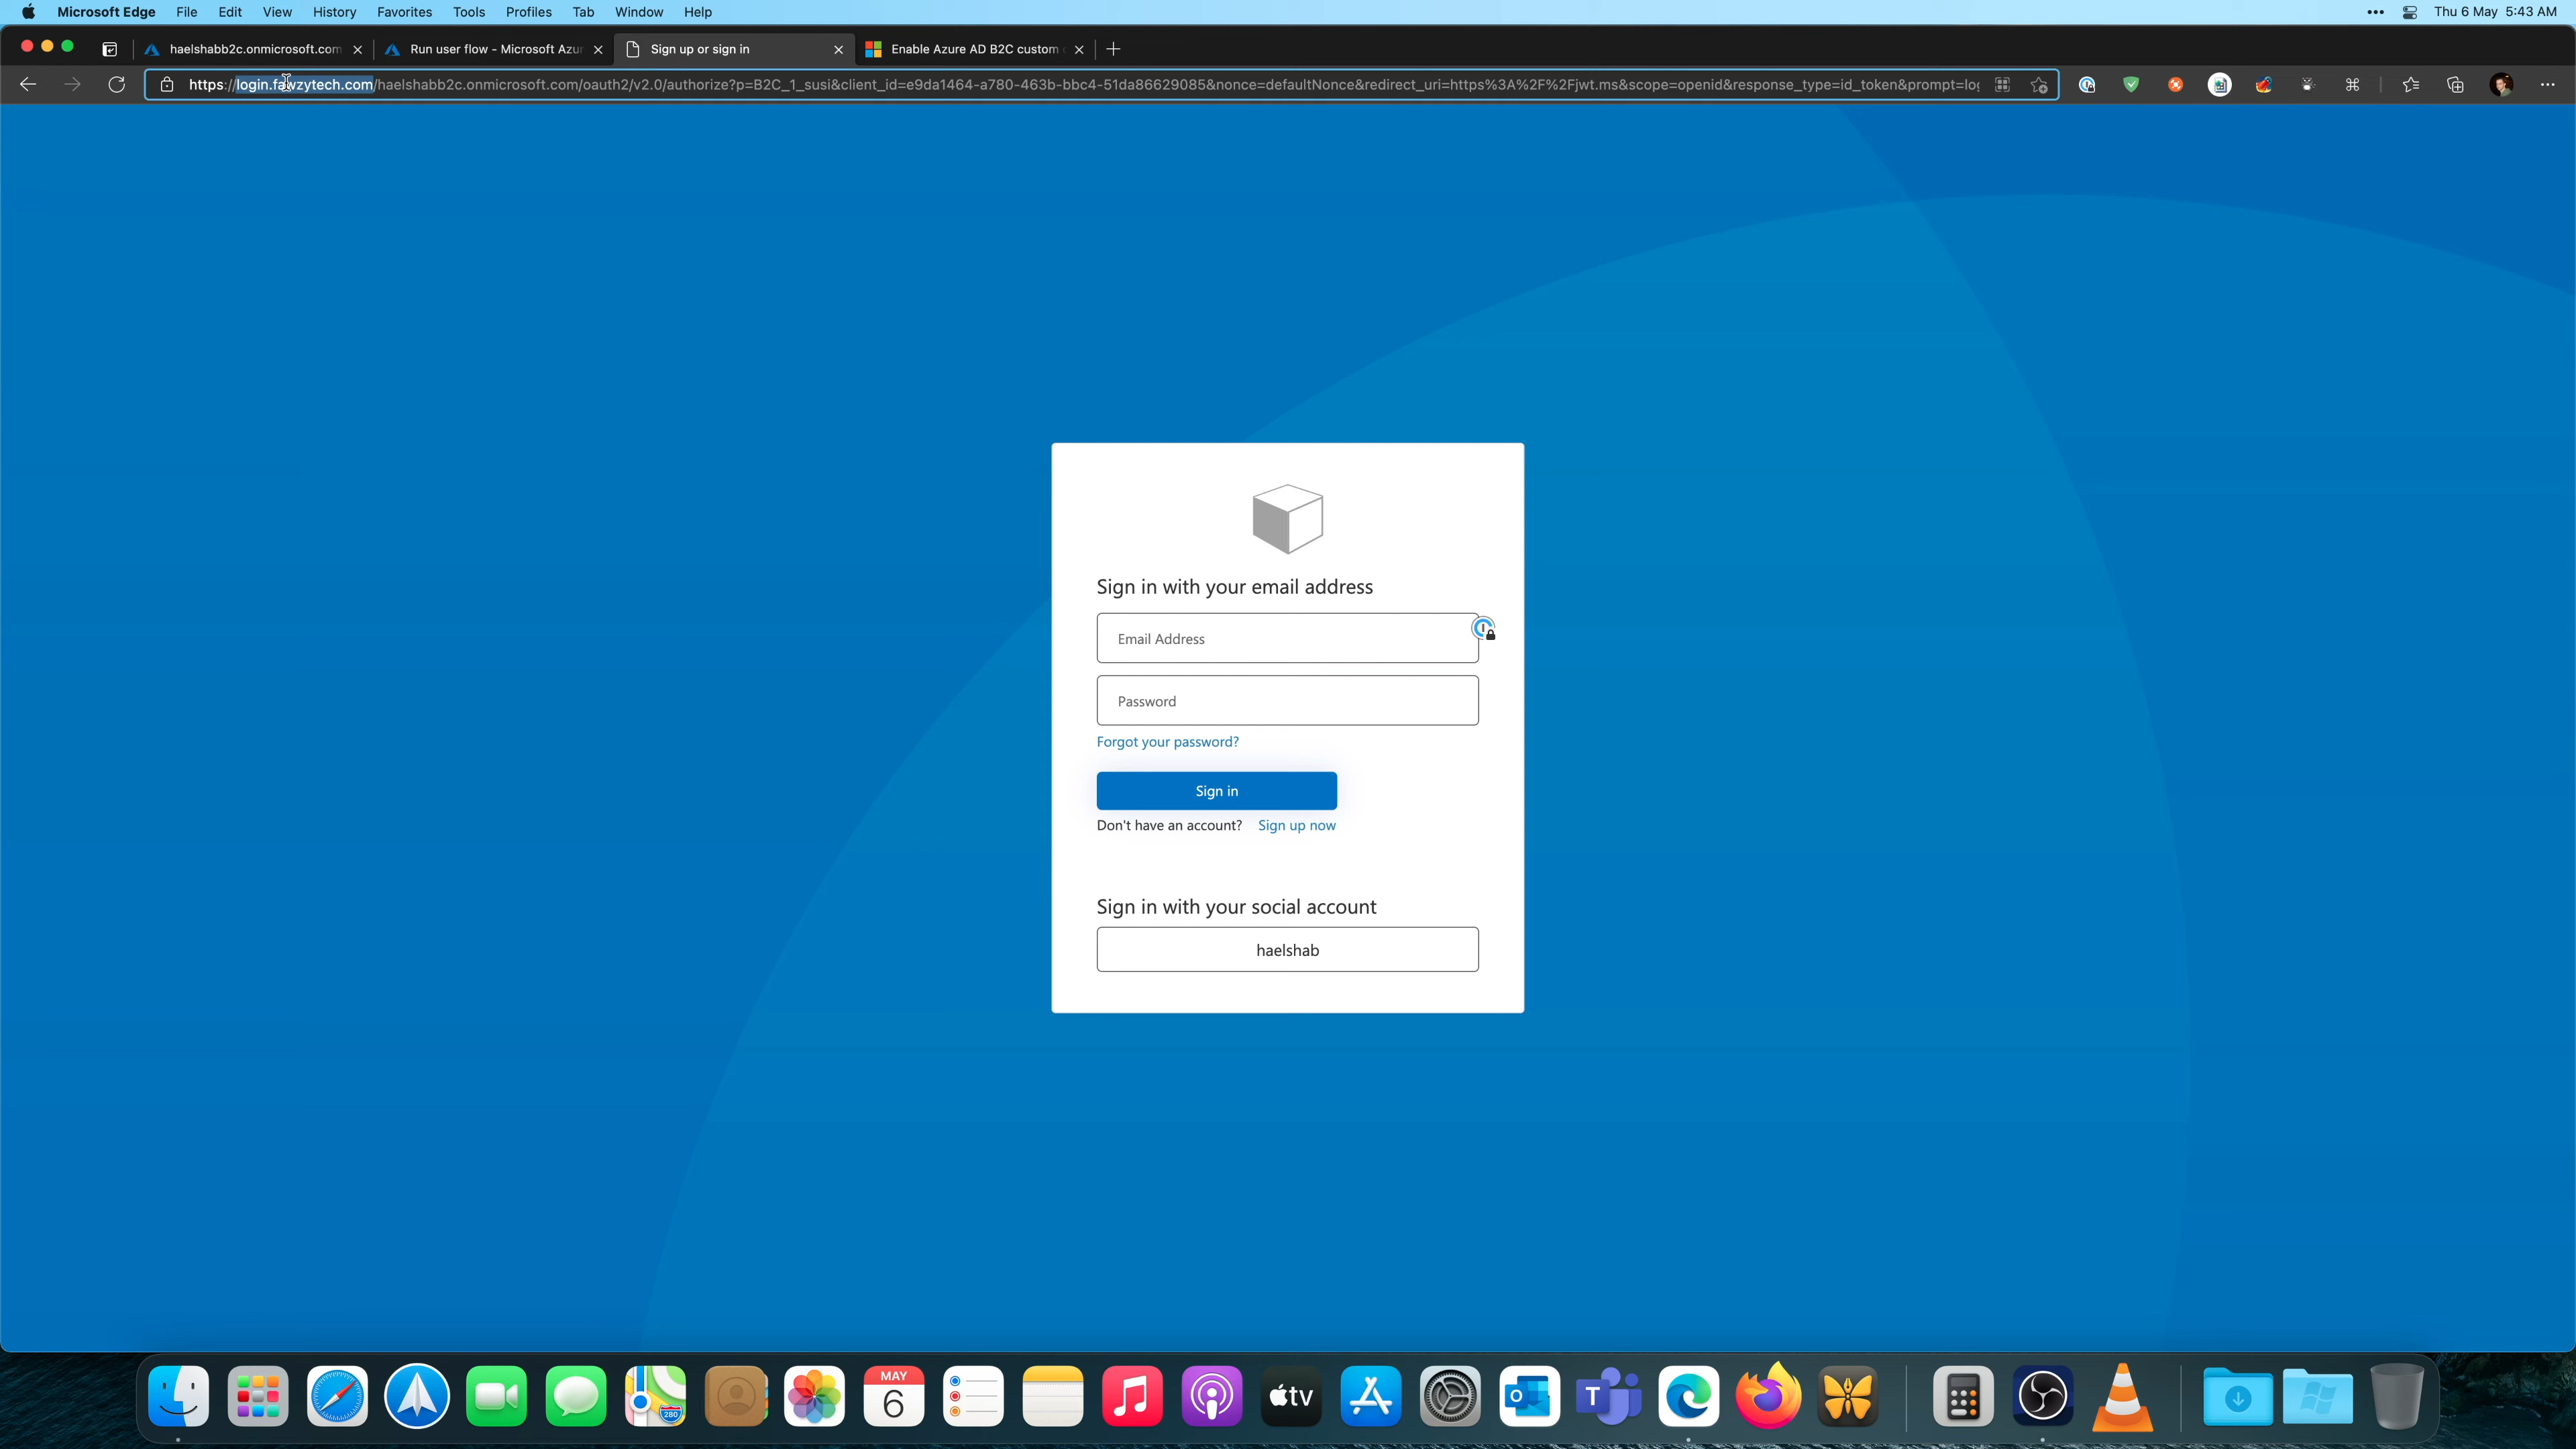 Microsoft Edge File Edit View History Favorites Tools Profiles Tab Window Help
Thu 6 May 5:43 AM
haelshabb2c.onmicrosoft.com
Run user flow - Microsoft Azur
Sign up or sign in
Enable Azure AD B2C custom
https://login.fawzytech.com/haelshabb2c.onmicrosoft.com/oauth2/v2.0/authorize?p=B2C_1_susi&client_id=e9da1464-a780-463b-bbc4-51da86629085&nonce=defaultNonce&redirect_uri=https%3A%2F%2Fjwt.ms&scope=openid&response_type=id_token&prompt=log
Sign in with your email address
Email Address
Password
Forgot your password?
Sign in
Don't have an account? Sign up now
Sign in with your social account
haelshab
280
MAY
6
tv
O
T